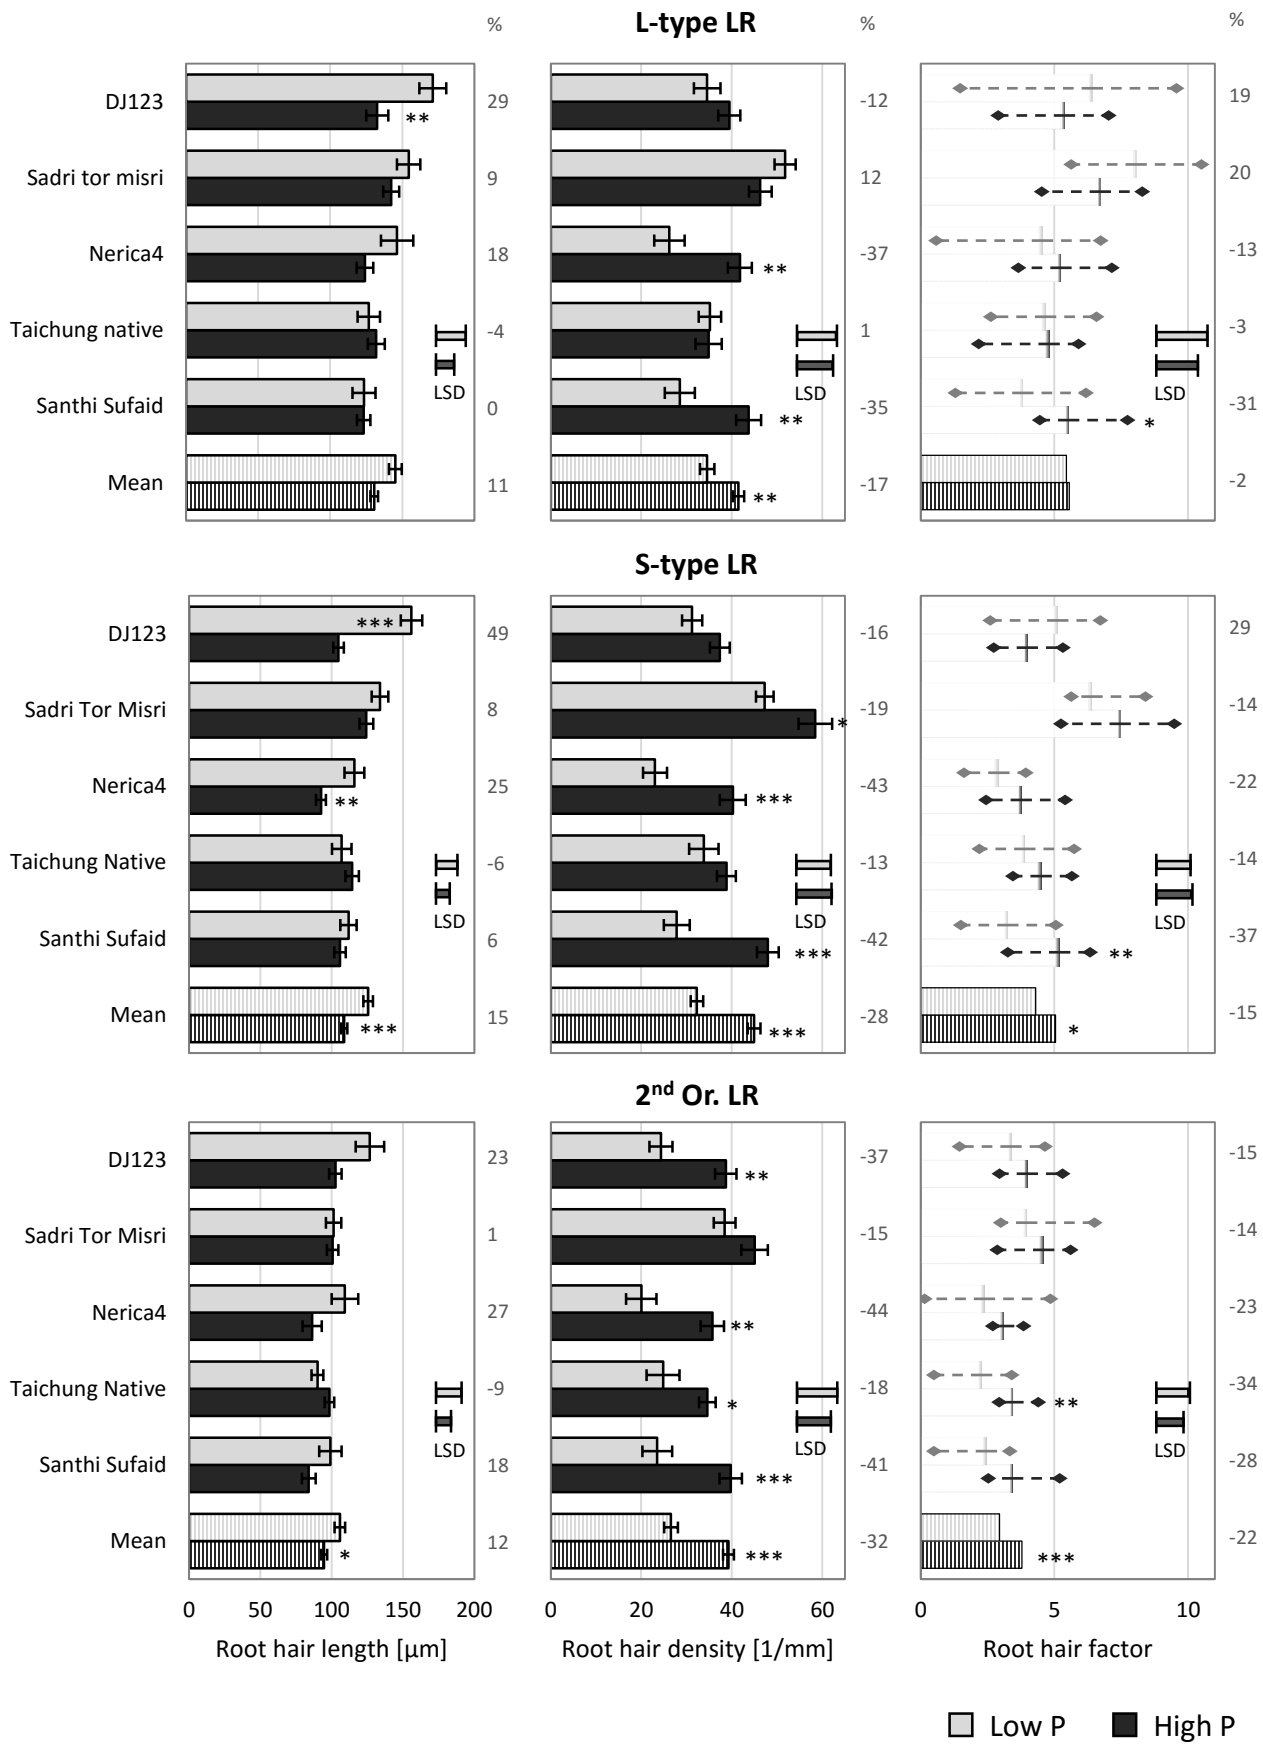 L-type LR
% % %
DJ123 29 ** -12 19
Sadri tor misri 9 12 20
Nerica4 18 -37 ** -13
Taichung native -4 1 -3
LSD LSD LSD
Santhi Sufaid 0 -35 ** -31 *
Mean 11 -17 ** -2
S-type LR
DJ123 *** 49 -16 29
Sadri Tor Misri 8 * -19 -14
Nerica4 ** 25 *** -43 -22
Taichung Native -6 -13 -14
LSD LSD LSD
Santhi Sufaid 6 *** -42 ** -37
Mean *** 15 *** -28 * -15
2nd Or. LR
DJ123 23 ** -37 -15
Sadri Tor Misri 1 -15 -14
Nerica4 27 ** -44 -23
Taichung Native -9 * -18 ** -34
LSD LSD LSD
Santhi Sufaid 18 *** -41 -28
Mean * 12 *** -32 *** -22
0 50 100 150 200 0 20 40 60 0 5 10
Root hair length [µm] Root hair density [1/mm] Root hair factor
Low P High P